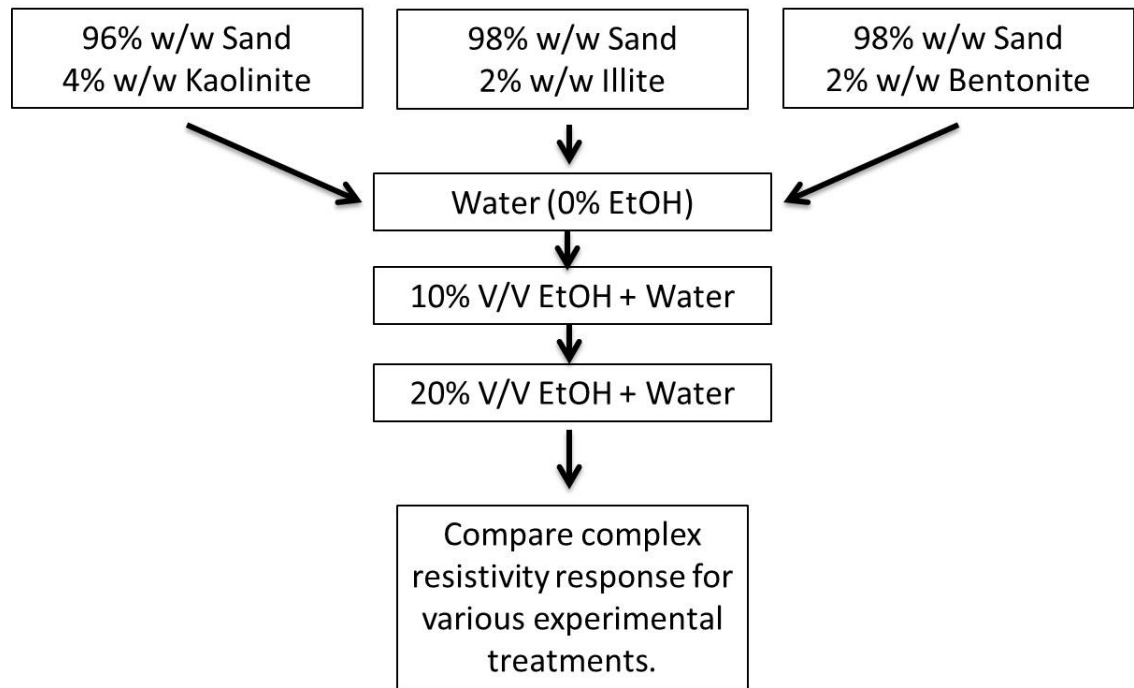 96% w/w Sand
4% w/w Kaolinite
98% w/w Sand
2% w/w Illite
98% w/w Sand
2% w/w Bentonite
Water (0% EtOH)
10% V/V EtOH + Water
20% V/V EtOH + Water
Compare complex
resistivity response for
various experimental
treatments.